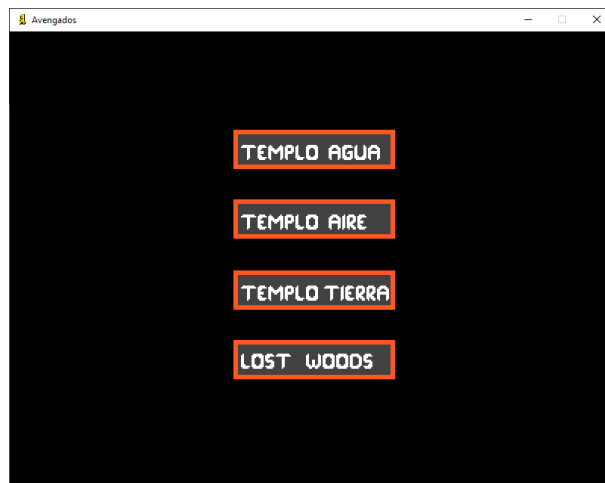 Avengados
TEMPLO AGUA
TEMPLO AIRE
TEMPLO TIERRA
LOST WOODS